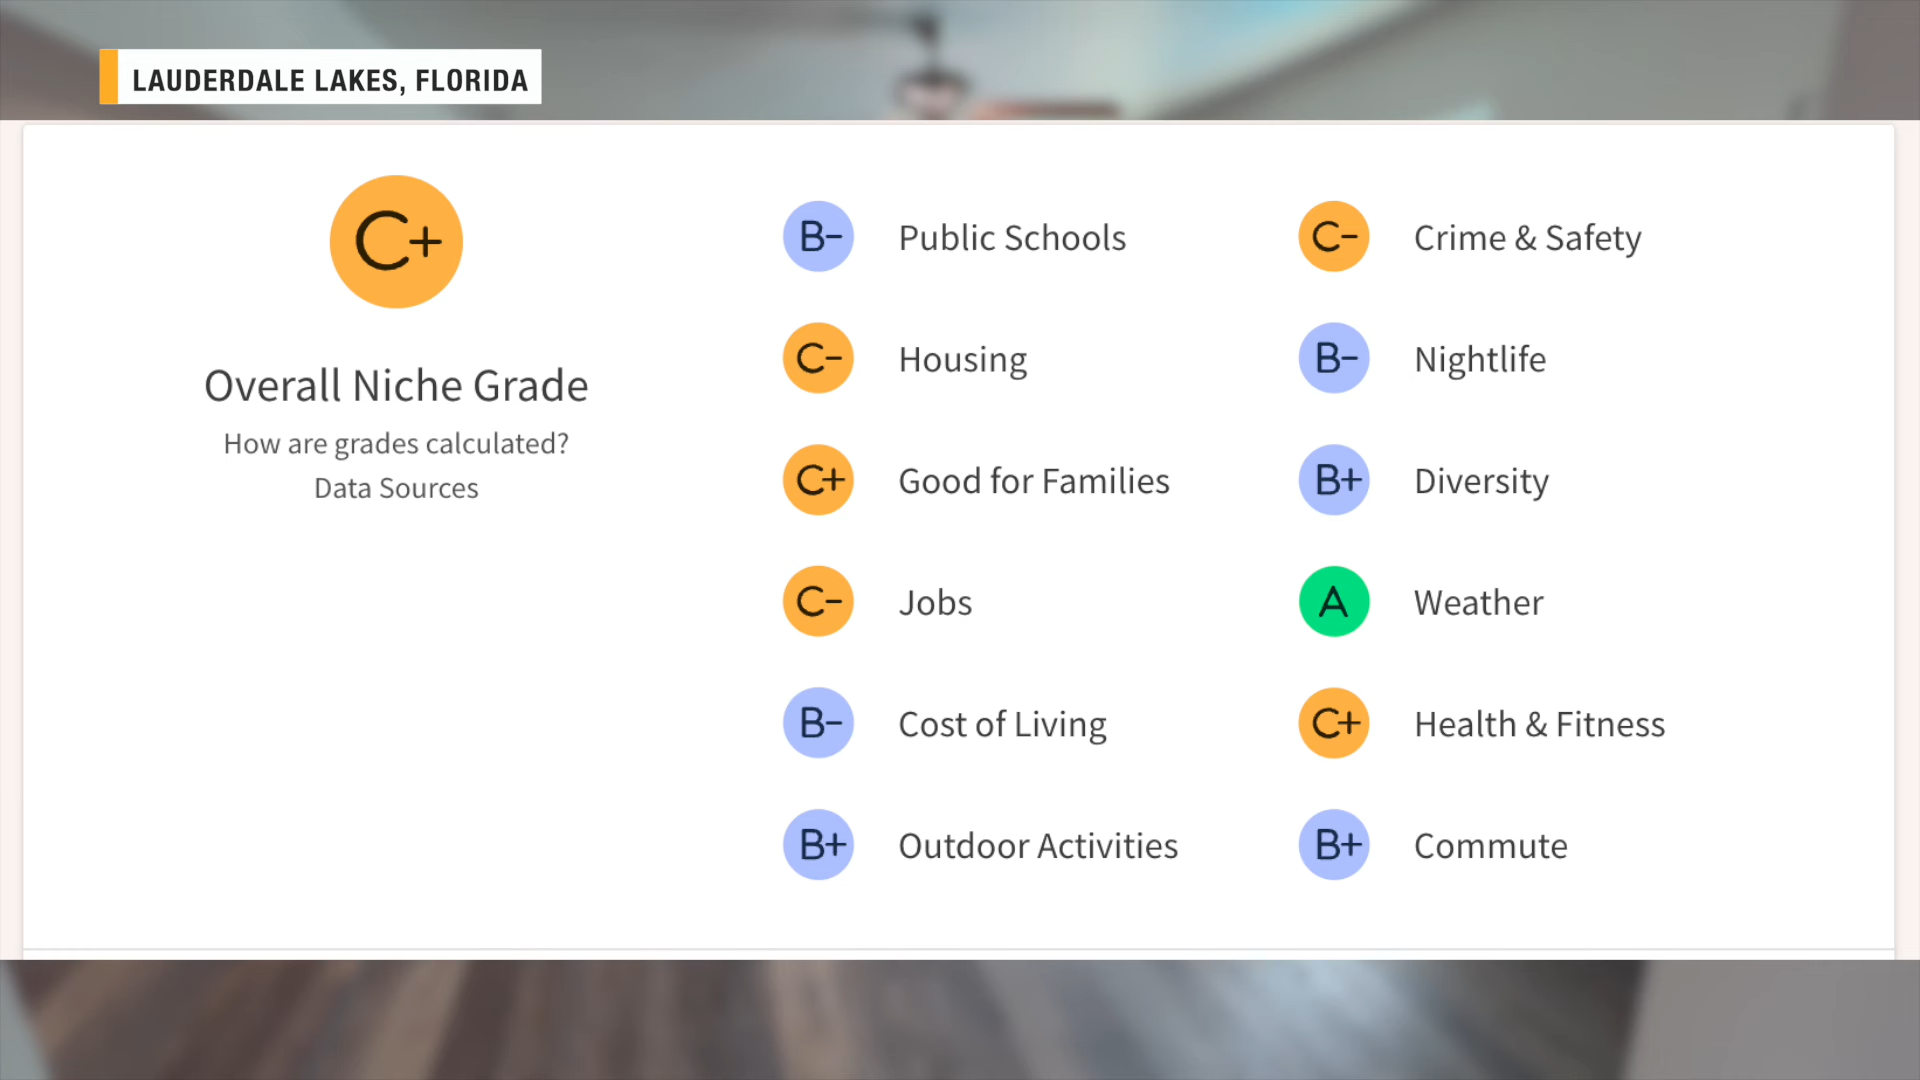 LAUDERDALE LAKES, FLORIDA
C+
Overall Niche Grade
How are grades calculated?
Data Sources
B- Public Schools
C- Housing
C+ Good for Families
C- Jobs
B- Cost of Living
B+ Outdoor Activities
C- Crime & Safety
B- Nightlife
B+ Diversity
A Weather
C+ Health & Fitness
B+ Commute